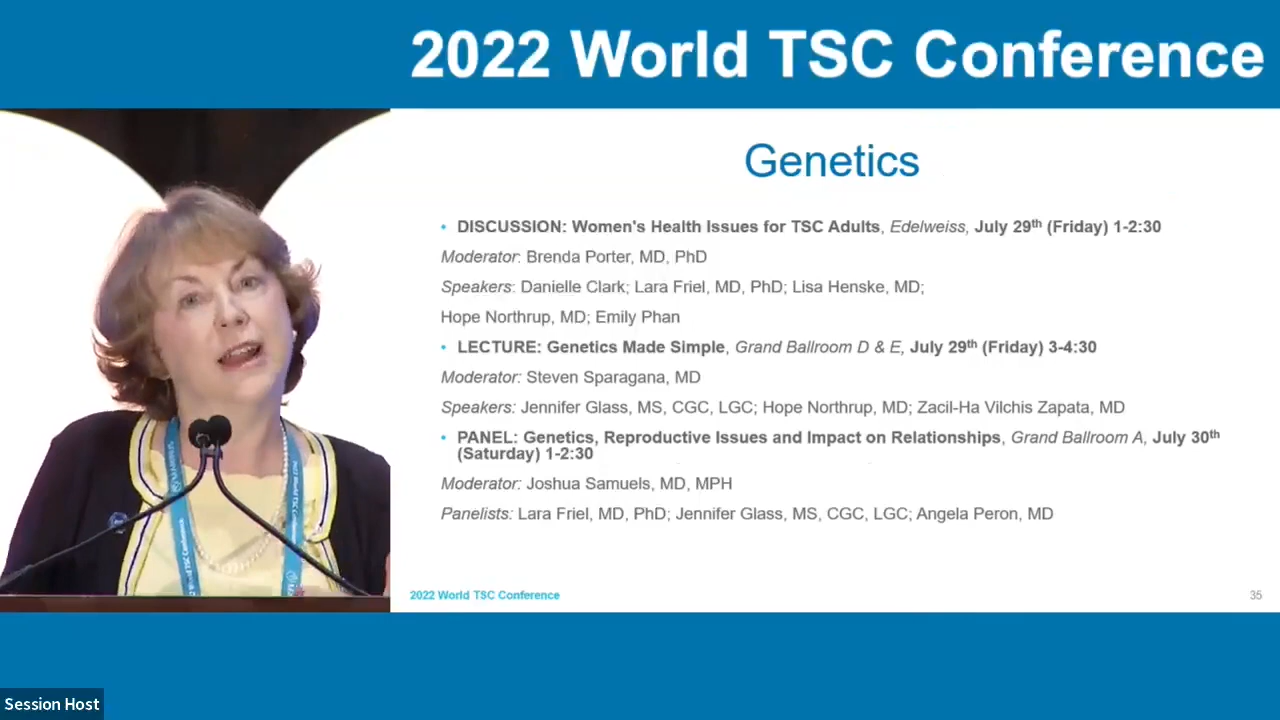 2022 World TSC Conference
Genetics
• DISCUSSION: Women's Health Issues for TSC Adults, Edelweiss, July 29th (Friday) 1-2:30
Moderator: Brenda Porter, MD, PhD
Speakers: Danielle Clark; Lara Friel, MD, PhD; Lisa Henske, MD;
Hope Northrup, MD; Emily Phan
• LECTURE: Genetics Made Simple, Grand Ballroom D & E, July 29th (Friday) 3-4:30
Moderator: Steven Sparagana, MD
Speakers: Jennifer Glass, MS, CGC, LGC; Hope Northrup, MD; Zacil-Ha Vilchis Zapata, MD
• PANEL: Genetics, Reproductive Issues and Impact on Relationships, Grand Ballroom A, July 30th
(Saturday) 1-2:30
Moderator: Joshua Samuels, MD, MPH
Panelists: Lara Friel, MD, PhD; Jennifer Glass, MS, CGC, LGC; Angela Peron, MD
2022 World TSC Conference
35
Session Host